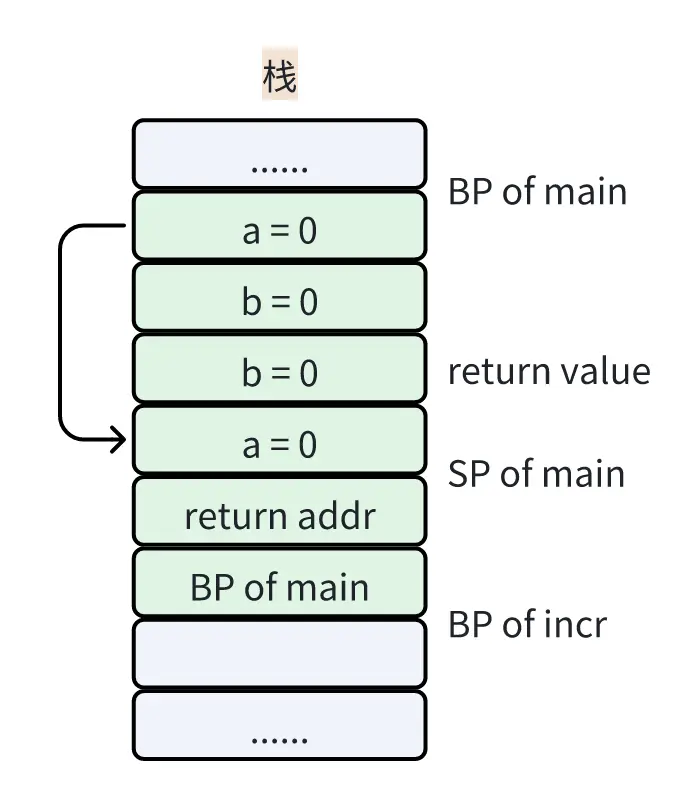 栈
......
BP of main
a = 0
b = 0
b = 0
return value
a = 0
SP of main
return addr
BP of main
BP of incr
......